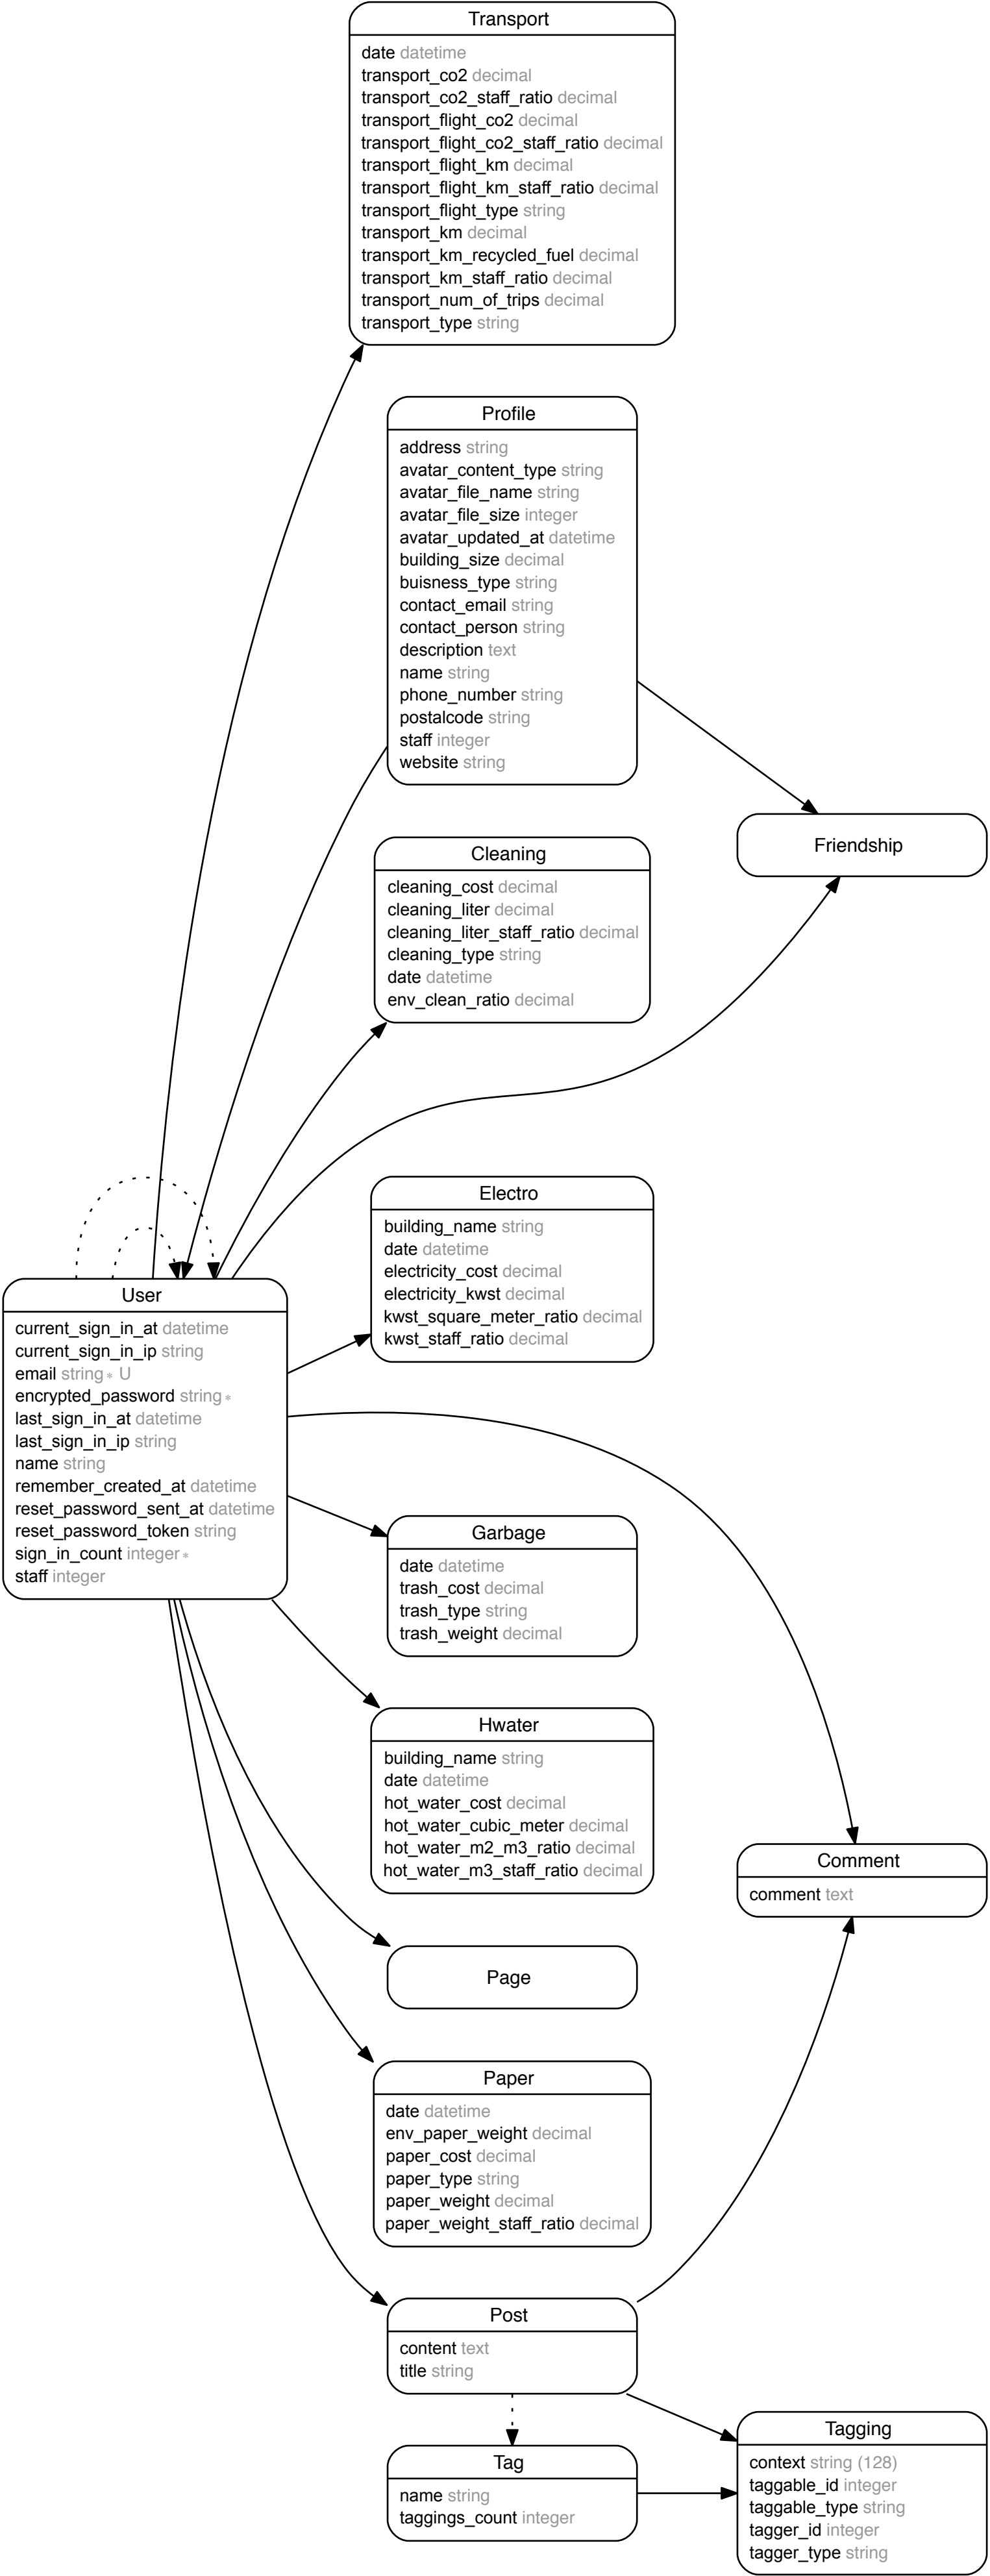 Transport
date datetime
transport_co2 decimal
transport_co2_staff_ratio decimal
transport_flight_co2 decimal
transport_flight_co2_staff_ratio decimal
transport_flight_km decimal
transport_flight_km_staff_ratio decimal
transport_flight_type string
transport_km decimal
transport_km_recycled_fuel decimal
transport_km_staff_ratio decimal
transport_num_of_trips decimal
transport_type string
Profile
address string
avatar_content_type string
avatar_file_name string
avatar_file_size integer
avatar_updated_at datetime
building_size decimal
buisness_type string
contact_email string
contact_person string
description text
name string
phone_number string
postalcode string
staff integer
website string
Friendship
Cleaning
cleaning_cost decimal
cleaning_liter decimal
cleaning_liter_staff_ratio decimal
cleaning_type string
date datetime
env_clean_ratio decimal
Electro
building_name string
date datetime
electricity_cost decimal
electricity_kwst decimal
kwst_square_meter_ratio decimal
kwst_staff_ratio decimal
User
current_sign_in_at datetime
current_sign_in_ip string
email string * U
encrypted_password string *
last_sign_in_at datetime
last_sign_in_ip string
name string
remember_created_at datetime
reset_password_sent_at datetime
reset_password_token string
sign_in_count integer *
staff integer
Garbage
date datetime
trash_cost decimal
trash_type string
trash_weight decimal
Hwater
building_name string
date datetime
hot_water_cost decimal
hot_water_cubic_meter decimal
hot_water_m2_m3_ratio decimal
hot_water_m3_staff_ratio decimal
Comment
comment text
Page
Paper
date datetime
env_paper_weight decimal
paper_cost decimal
paper_type string
paper_weight decimal
paper_weight_staff_ratio decimal
Post
content text
title string
Tag
name string
taggings_count integer
Tagging
context string (128)
taggable_id integer
taggable_type string
tagger_id integer
tagger_type string